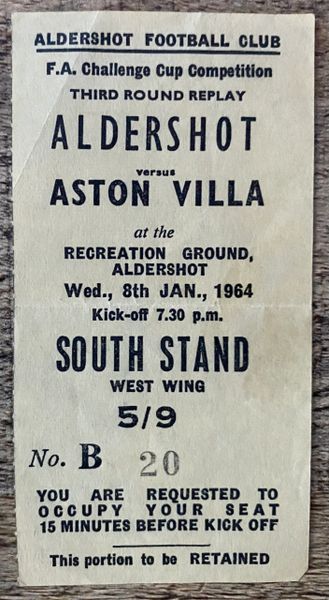 ALDERSHOT FOOTBALL CLUB
F.A. Challenge Cup Competition
THIRD ROUND REPLAY
ALDERSHOT
versus
ASTON VILLA
at the
RECREATION GROUND,
ALDERSHOT
Wed., 8th JAN., 1964
Kick-off 7.30 p.m.
SOUTH STAND
WEST WING
5/9
No. B 20
YOU ARE REQUESTED TO
OCCUPY YOUR SEAT
15 MINUTES BEFORE KICK OFF
This portion to be RETAINED